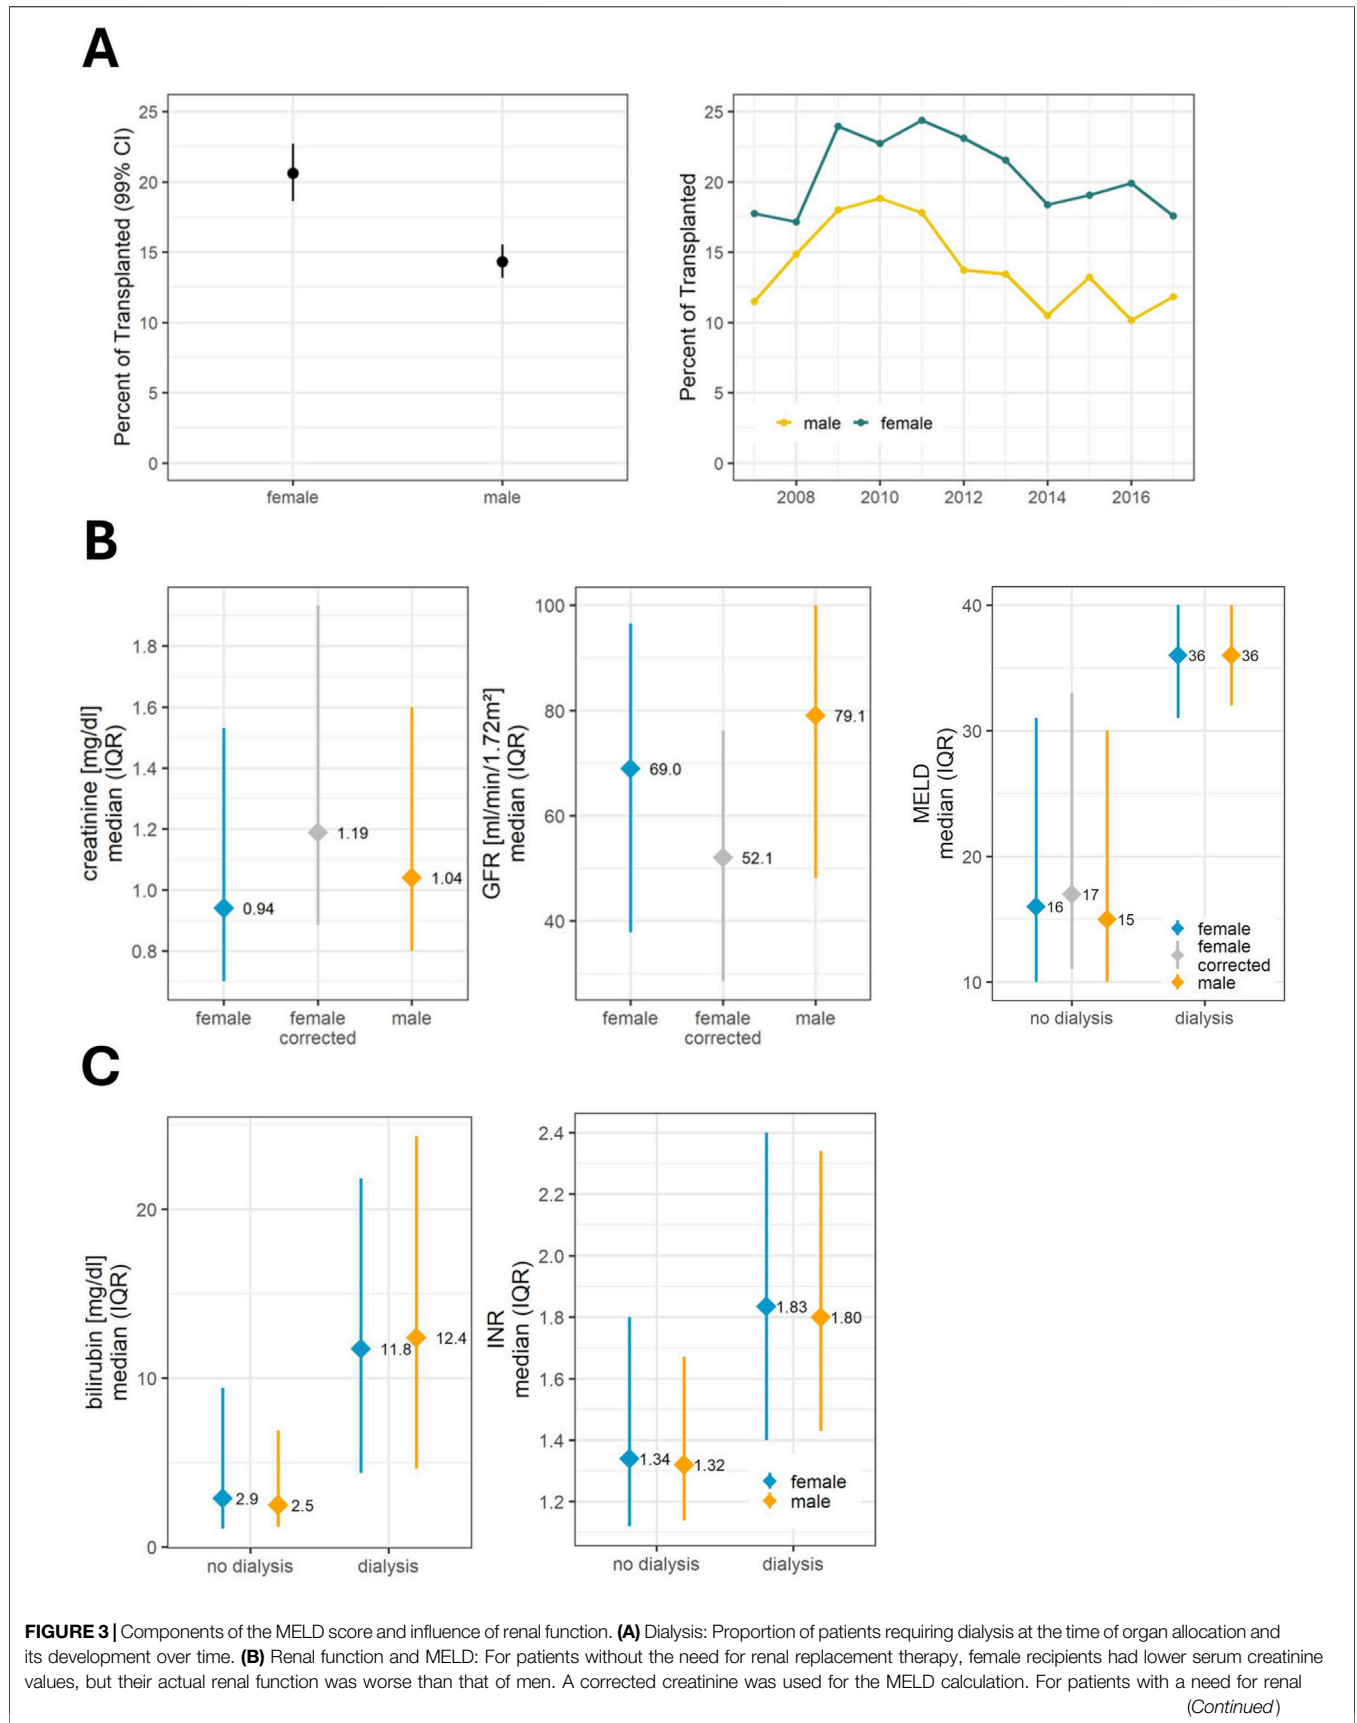 A
Percent of Transplanted (99% CI)
25
20
15
10
5
0
female
male
Percent of Transplanted
25
20
15
10
5
0
male
female
2008
2010
2012
2014
2016
B
creatinine [mg/dl]
median (IQR)
1.8
1.6
1.4
1.2
1.0
0.8
0.94
1.19
1.04
female
female
corrected
male
GFR [ml/min/1.72m²]
median (IQR)
100
80
60
40
69.0
52.1
79.1
female
female
corrected
male
MELD
median (IQR)
40
30
20
10
16
17
15
36
36
female
female
corrected
male
no dialysis
dialysis
C
bilirubin [mg/dl]
median (IQR)
20
10
0
2.9
2.5
11.8
12.4
no dialysis
dialysis
INR
median (IQR)
2.4
2.2
2.0
1.8
1.6
1.4
1.2
1.34
1.32
1.83
1.80
female
male
no dialysis
dialysis
FIGURE 3 | Components of the MELD score and influence of renal function. (A) Dialysis: Proportion of patients requiring dialysis at the time of organ allocation and
its development over time. (B) Renal function and MELD: For patients without the need for renal replacement therapy, female recipients had lower serum creatinine
values, but their actual renal function was worse than that of men. A corrected creatinine was used for the MELD calculation. For patients with a need for renal
(Continued)